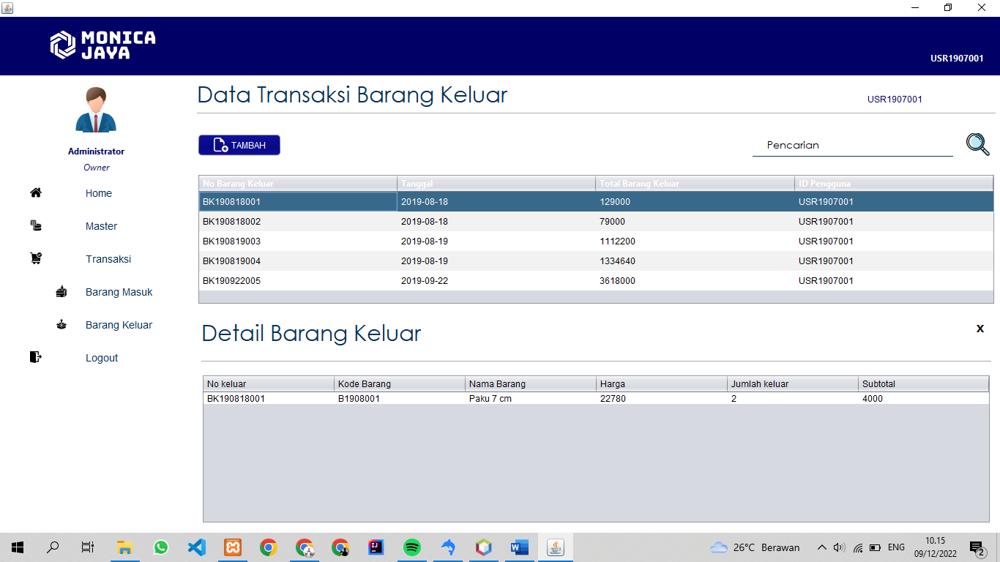 MONICA
JAYA
USR1907001
Administrator
Owner
Home
Master
Transaksi
Barang Masuk
Barang Keluar
Logout
Data Transaksi Barang Keluar
USR1907001
TAMBAH
Pencarian
No Barang Keluar Tanggal Total Barang Keluar ID Pengguna
BK190818001 2019-08-18 129000 USR1907001
BK190818002 2019-08-18 79000 USR1907001
BK190819003 2019-08-19 1112200 USR1907001
BK190819004 2019-08-19 1334640 USR1907001
BK190922005 2019-09-22 3618000 USR1907001
Detail Barang Keluar
X
No keluar Kode Barang Nama Barang Harga Jumlah keluar Subtotal
BK190818001 B1908001 Paku 7 cm 22780 2 4000
26°C Berawan
ENG
10.15
09/12/2022
2